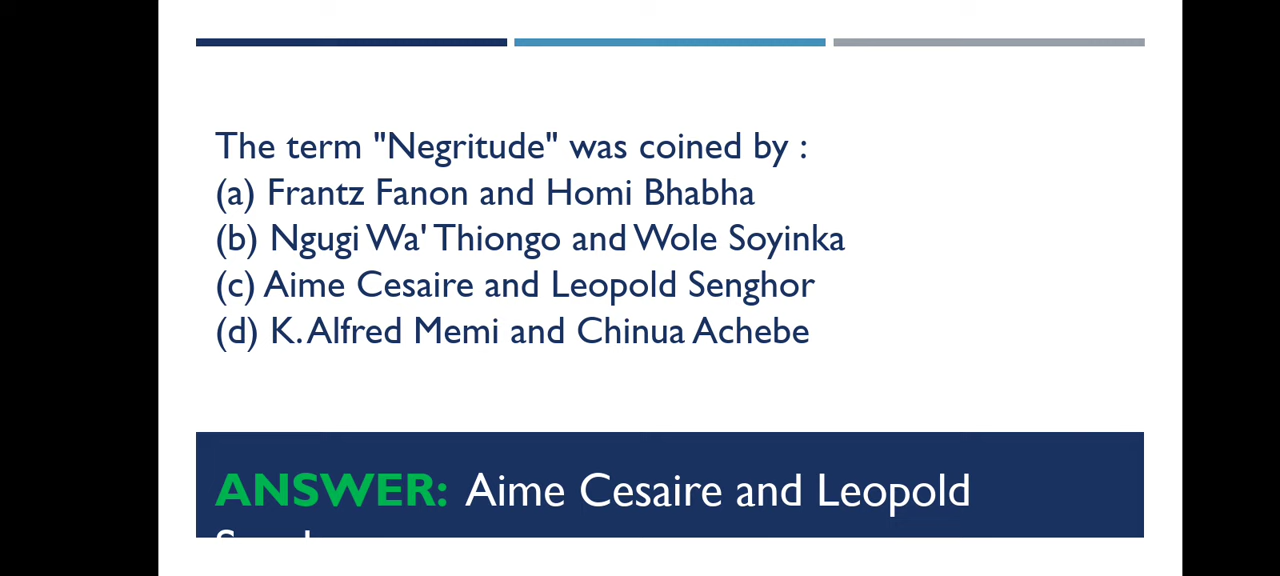 The term "Negritude" was coined by :
(a) Frantz Fanon and Homi Bhabha
(b) Ngugi Wa' Thiongo and Wole Soyinka
(c) Aime Cesaire and Leopold Senghor
(d) K. Alfred Memi and Chinua Achebe
ANSWER: Aime Cesaire and Leopold